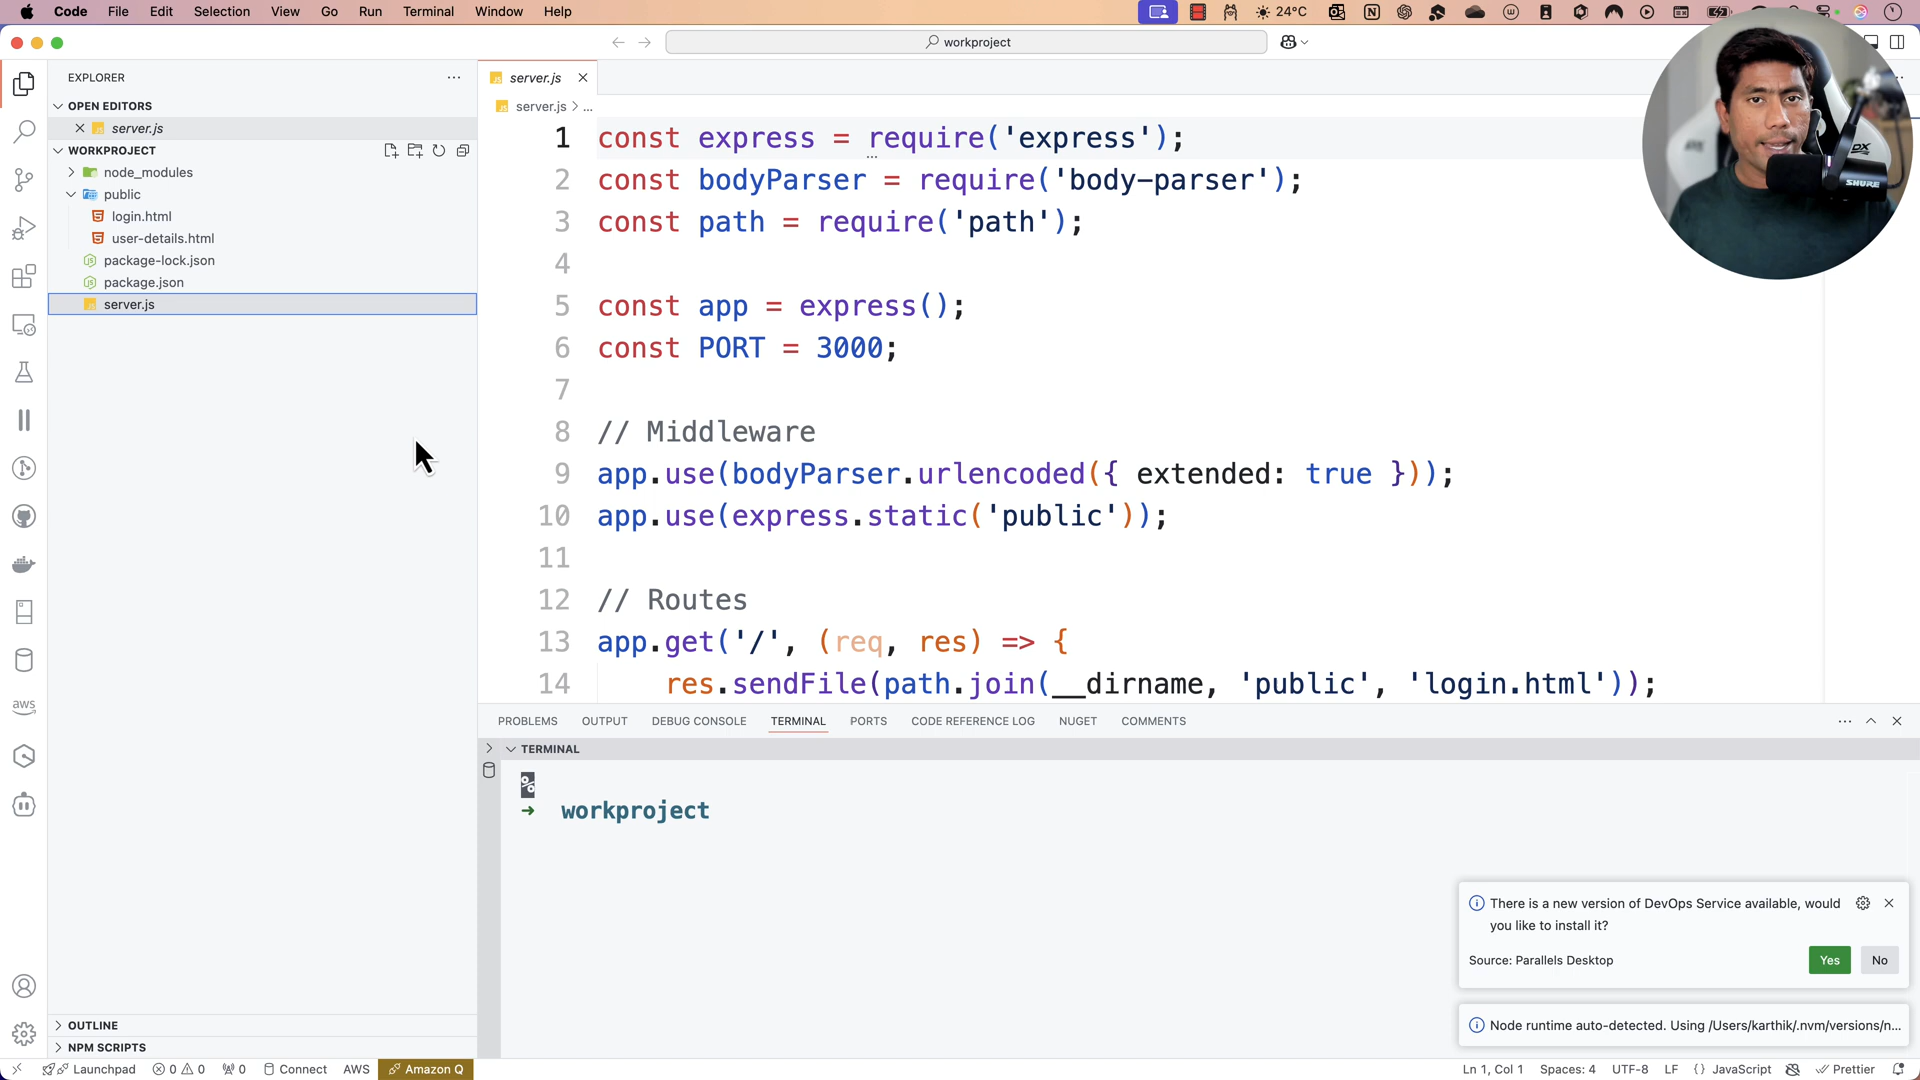 Code File Edit Selection View Go Run Terminal Window Help 24°C
workproject
EXPLORER
OPEN EDITORS
server.js
WORKPROJECT
node_modules
public
login.html
user-details.html
package-lock.json
package.json
server.js
OUTLINE
NPM SCRIPTS
aws
server.js
server.js > ...
1 const express = require('express');
2 const bodyParser = require('body-parser');
3 const path = require('path');
4
5 const app = express();
6 const PORT = 3000;
7
8 // Middleware
9 app.use(bodyParser.urlencoded({ extended: true }));
10 app.use(express.static('public'));
11
12 // Routes
13 app.get('/', (req, res) => {
14 res.sendFile(path.join(__dirname, 'public', 'login.html'));
PROBLEMS OUTPUT DEBUG CONSOLE TERMINAL PORTS CODE REFERENCE LOG NUGET COMMENTS
TERMINAL
%
→ workproject
There is a new version of DevOps Service available, would
you like to install it?
Source: Parallels Desktop Yes No
Node runtime auto-detected. Using /Users/karthik/.nvm/versions/n...
Launchpad 0 0 0 Connect AWS Amazon Q Ln 1, Col 1 Spaces: 4 UTF-8 LF {} JavaScript Prettier
SHURE
DX